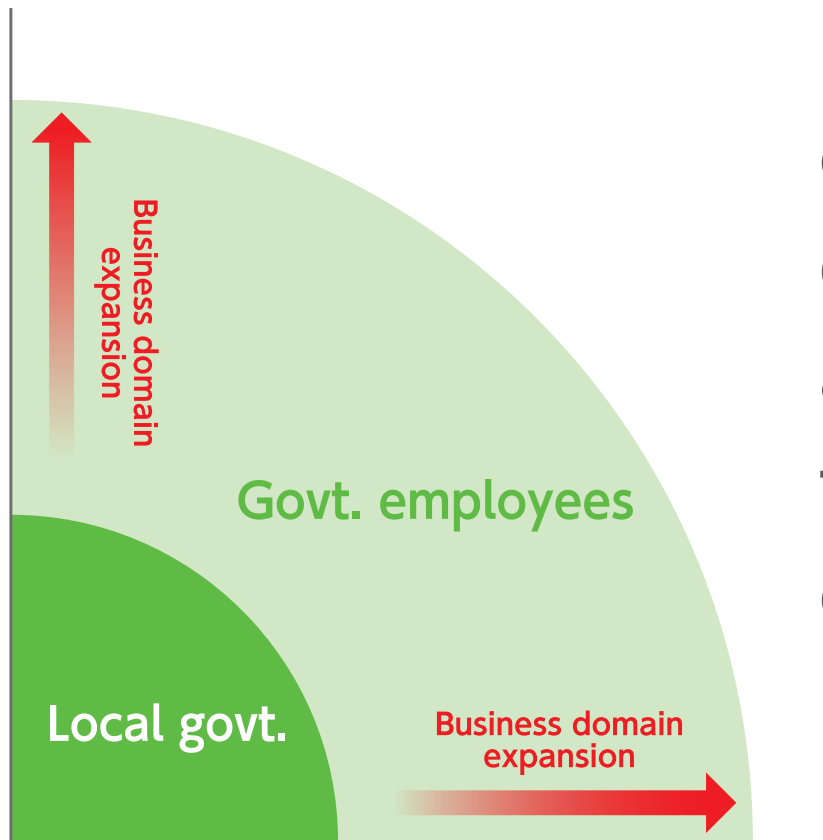 Business domain
expansion
Govt. employees
Local govt.
Business domain
expansion